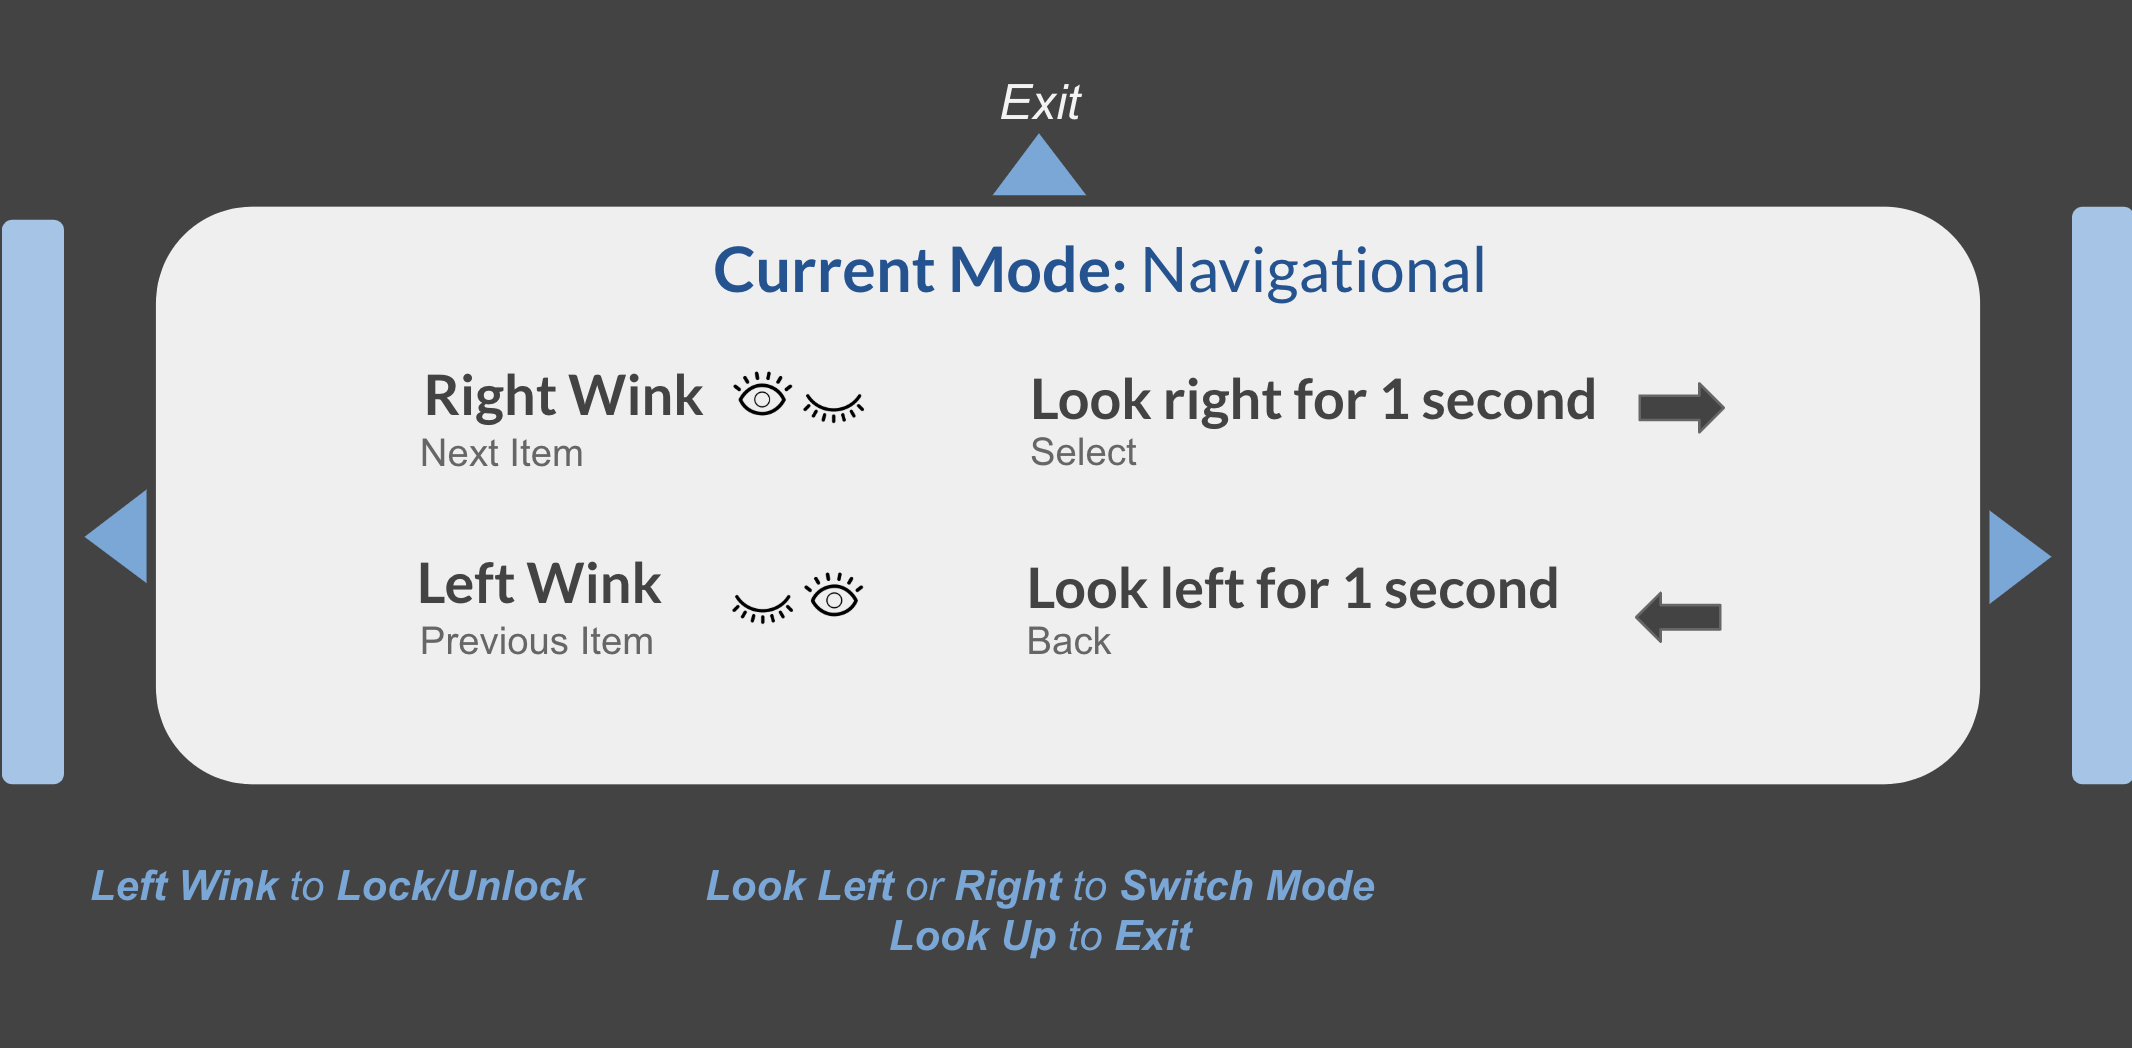 Exit
Current Mode: Navigational
Right Wink
Next Item
Look right for 1 second
Select
Left Wink
Previous Item
Look left for 1 second
Back
Left Wink to Lock/Unlock
Look Left or Right to Switch Mode
Look Up to Exit